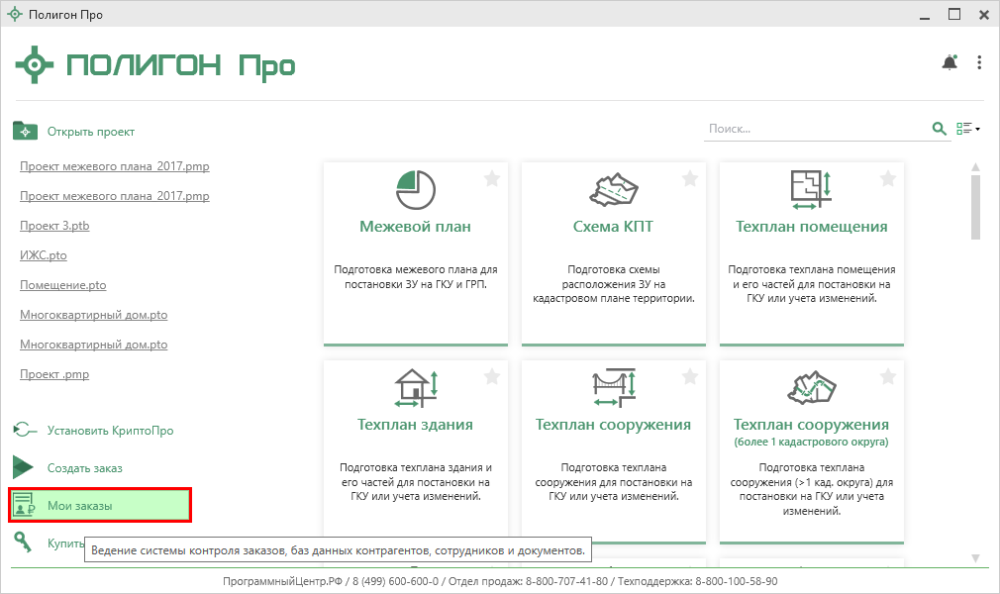 Полигон Про
ПОЛИГОН Про
Открыть проект
Поиск...
Проект межевого плана_2017.pmp
Проект межевого плана_2017.pmp
Проект 3.ptb
ИЖС.pto
Помещение.pto
Многоквартирный дом.pto
Многоквартирный дом.pto
Проект .pmp
Межевой план
Подготовка межевого плана для
постановки ЗУ на ГКУ и ГРП.
Схема КПТ
Подготовка схемы
расположения ЗУ на
кадастровом плане территории.
Техплан помещения
Подготовка техплана помещения
и его частей для постановки на
ГКУ или учета изменений.
Техплан здания
Подготовка техплана здания и
его частей для постановки на
ГКУ или учета изменений.
Техплан сооружения
Подготовка техплана
сооружения для постановки на
ГКУ или учета изменений.
Техплан сооружения
(более 1 кадастрового округа)
Подготовка техплана
сооружения (>1 кад. округа) для
постановки на ГКУ или учета
изменений.
Установить КриптоПро
Создать заказ
Мои заказы
Купить
Ведение системы контроля заказов, баз данных контрагентов, сотрудников и документов.
ПрограммныйЦентр.РФ / 8 (499) 600-600-0 / Отдел продаж: 8-800-707-41-80 / Техподдержка: 8-800-100-58-90